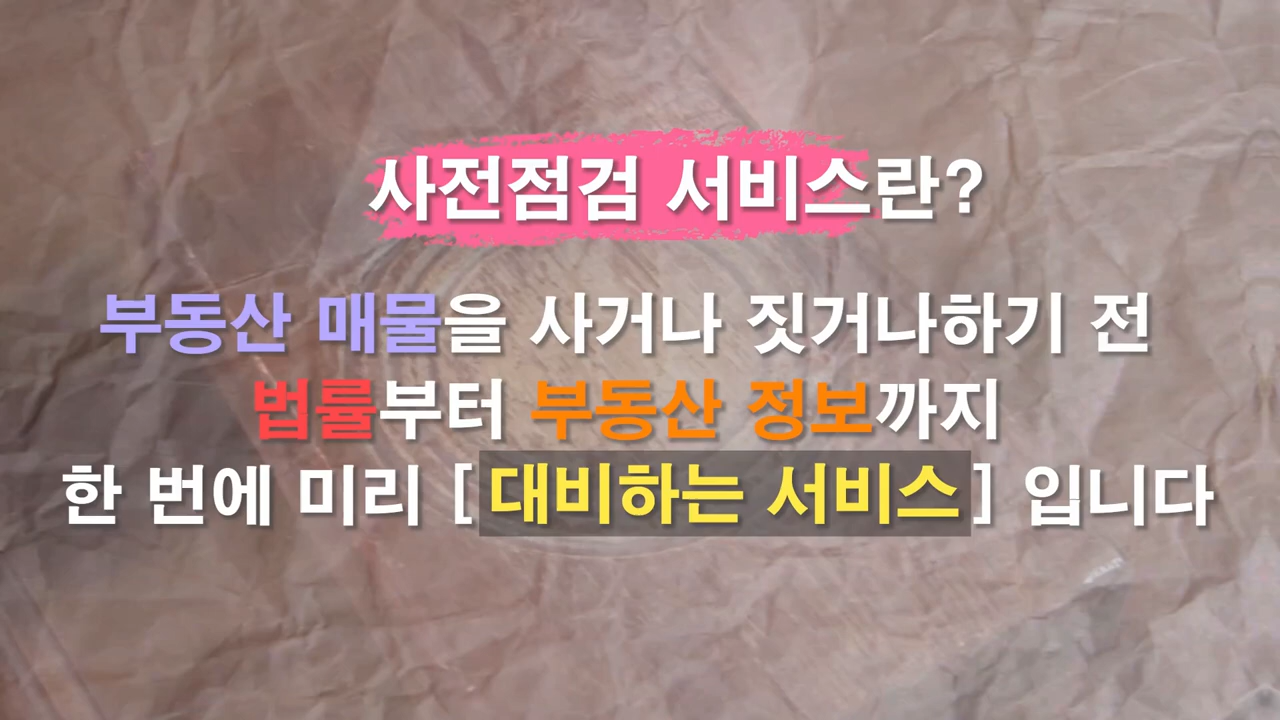 사전점검 서비스란?
부동산 매물을 사거나 짓거나하기 전
법률부터 부동산 정보까지
한 번에 미리 [대비하는 서비스] 입니다